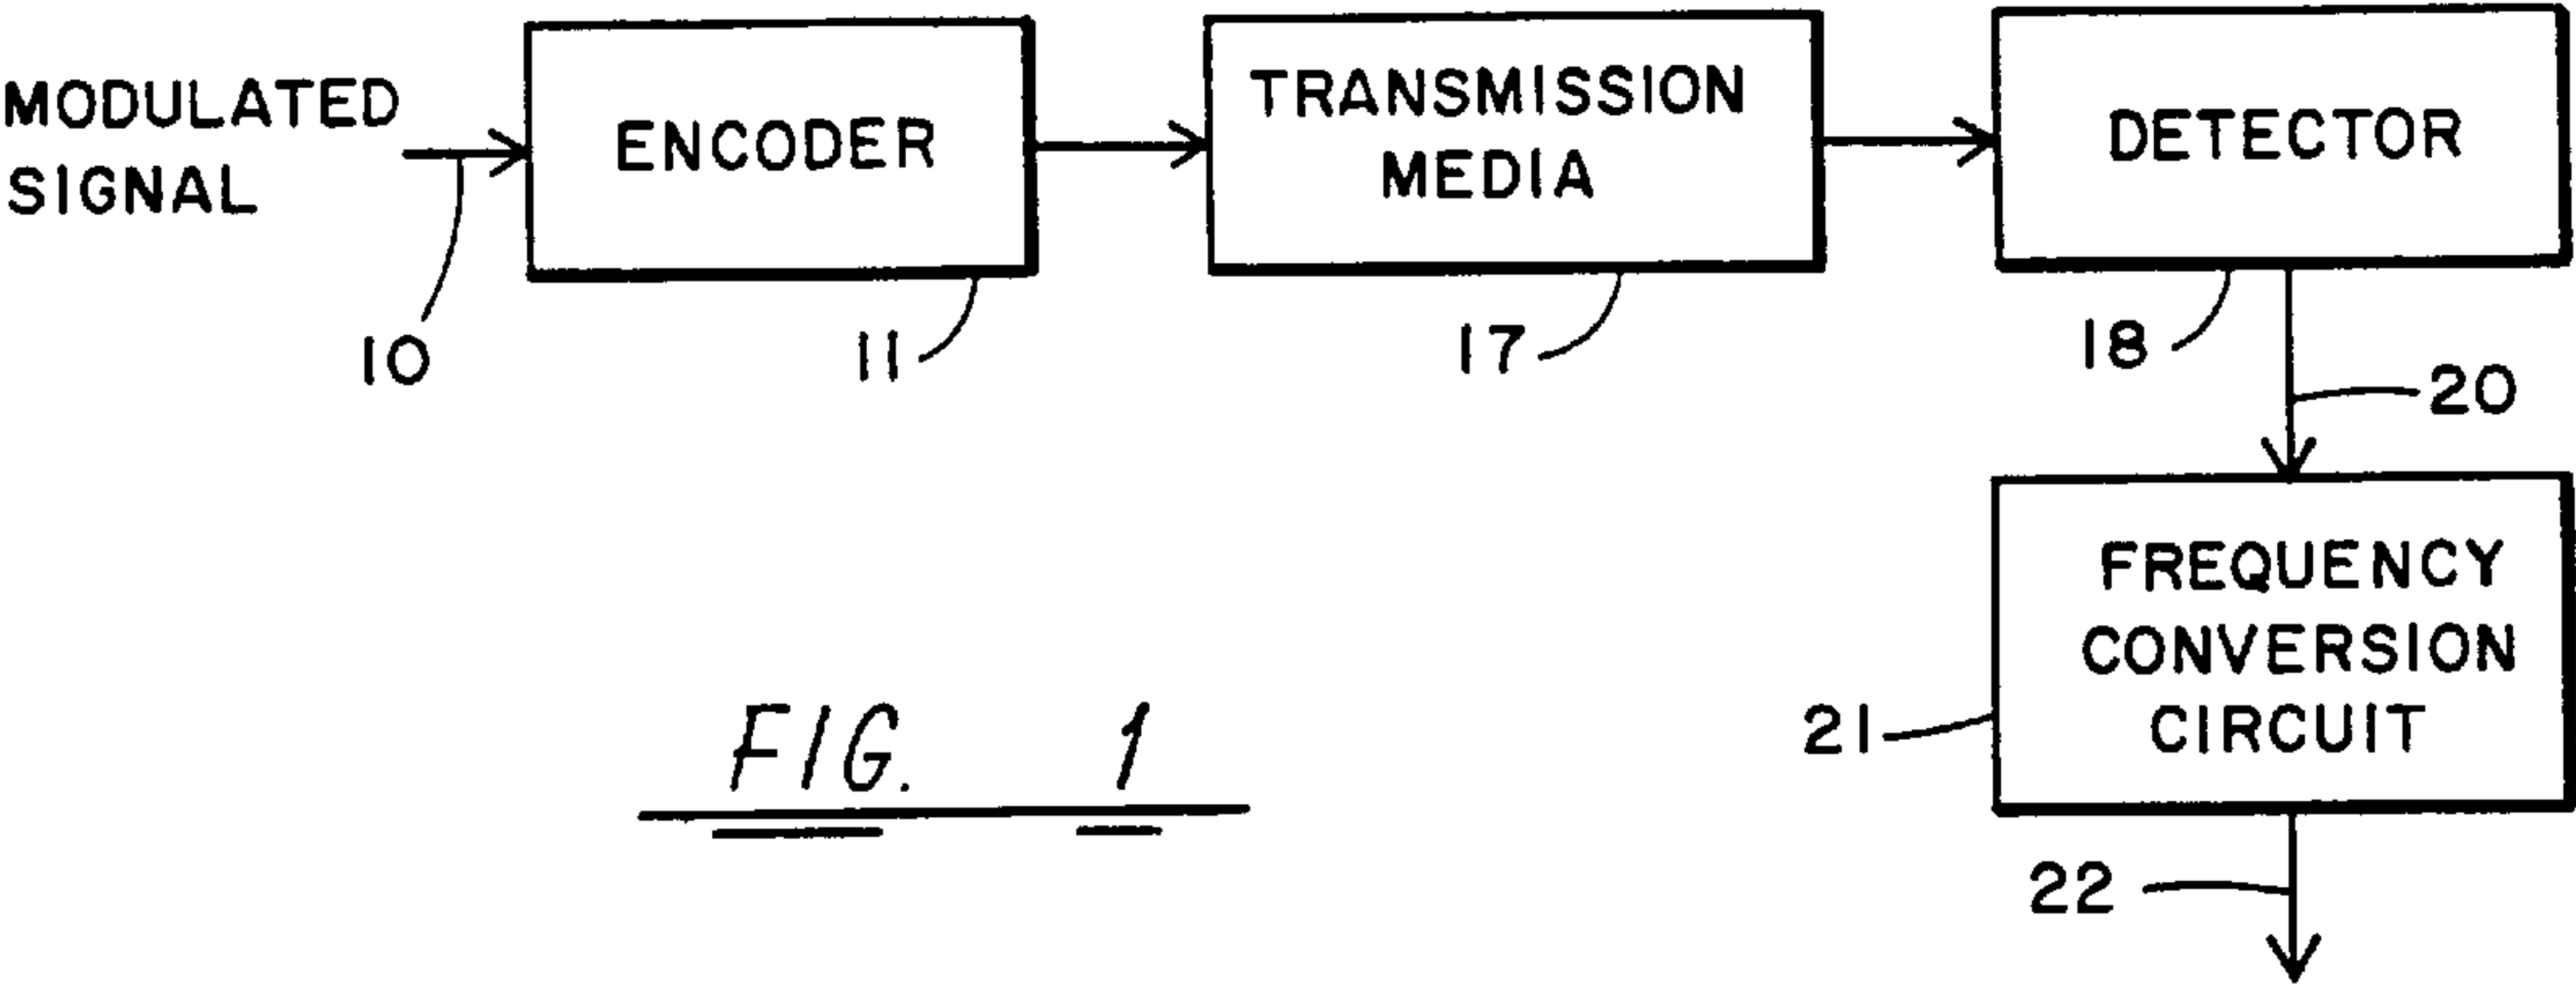 MODULATED
SIGNAL
ENCODER
TRANSMISSION
MEDIA
DETECTOR
10
11
17
18
20
FREQUENCY
CONVERSION
CIRCUIT
21
22
FIG. 1